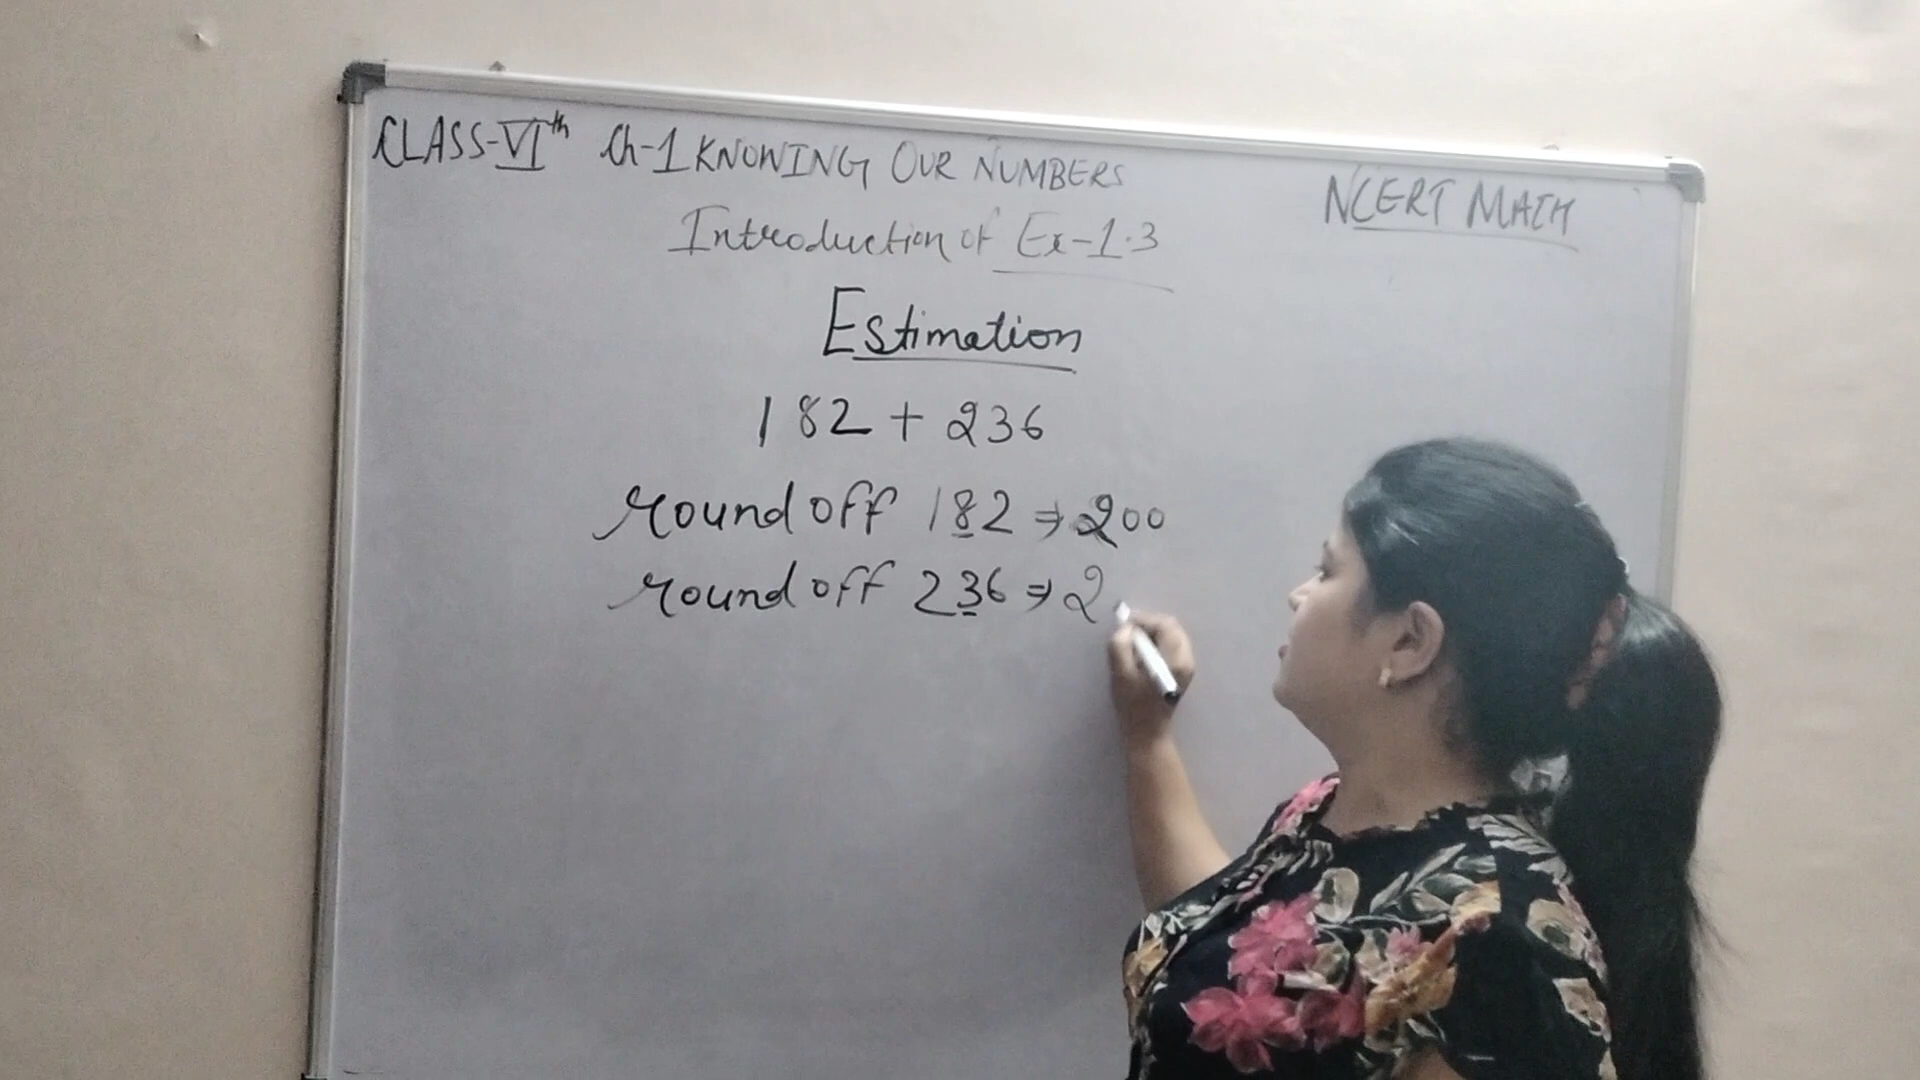 CLASS-VIth Ch-1 KNOWING OUR NUMBERS
NCERT MATH
Introduction of Ex-1.3
Estimation
182 + 236
round off 182 ⇒ 200
round off 236 ⇒ 2